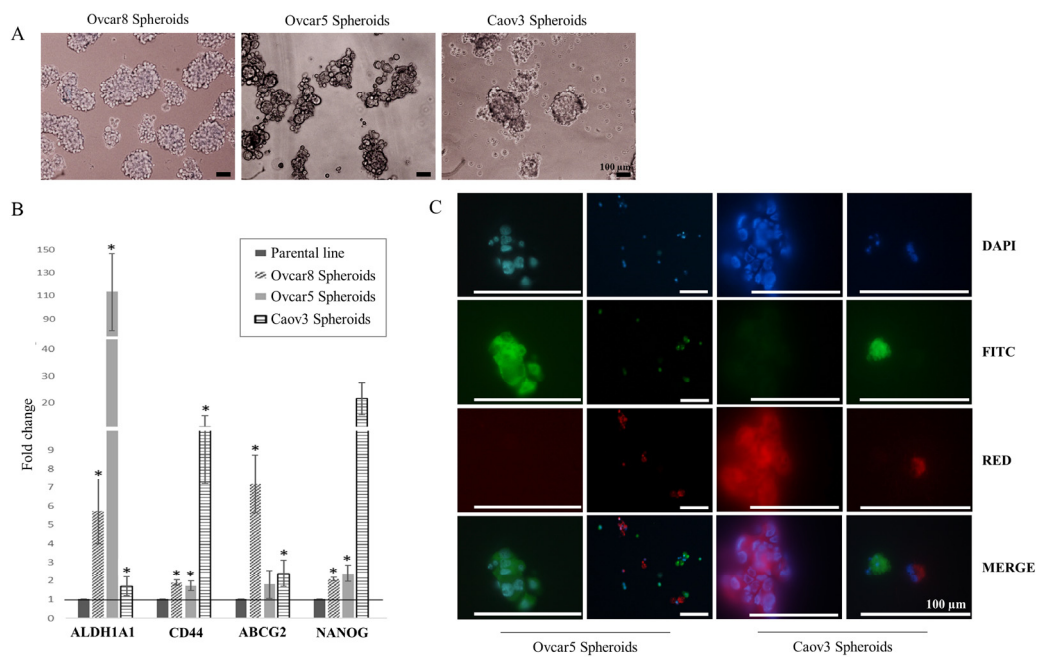 A
Ovcar8 Spheroids
Ovcar5 Spheroids
Caov3 Spheroids
100 µm
B
Fold change
150
130
110
90
40
30
20
9
8
7
6
5
4
3
2
1
0
Parental line
Ovcar8 Spheroids
Ovcar5 Spheroids
Caov3 Spheroids
* * * * * * * * * *
ALDH1A1 CD44 ABCG2 NANOG
C
DAPI
FITC
RED
MERGE
100 µm
Ovcar5 Spheroids
Caov3 Spheroids